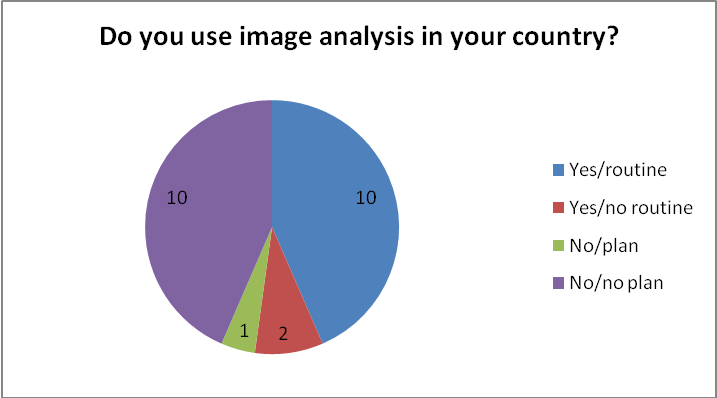 Do you use image analysis in your country?
10
10
1
2
Yes/routine
Yes/no routine
No/plan
No/no plan